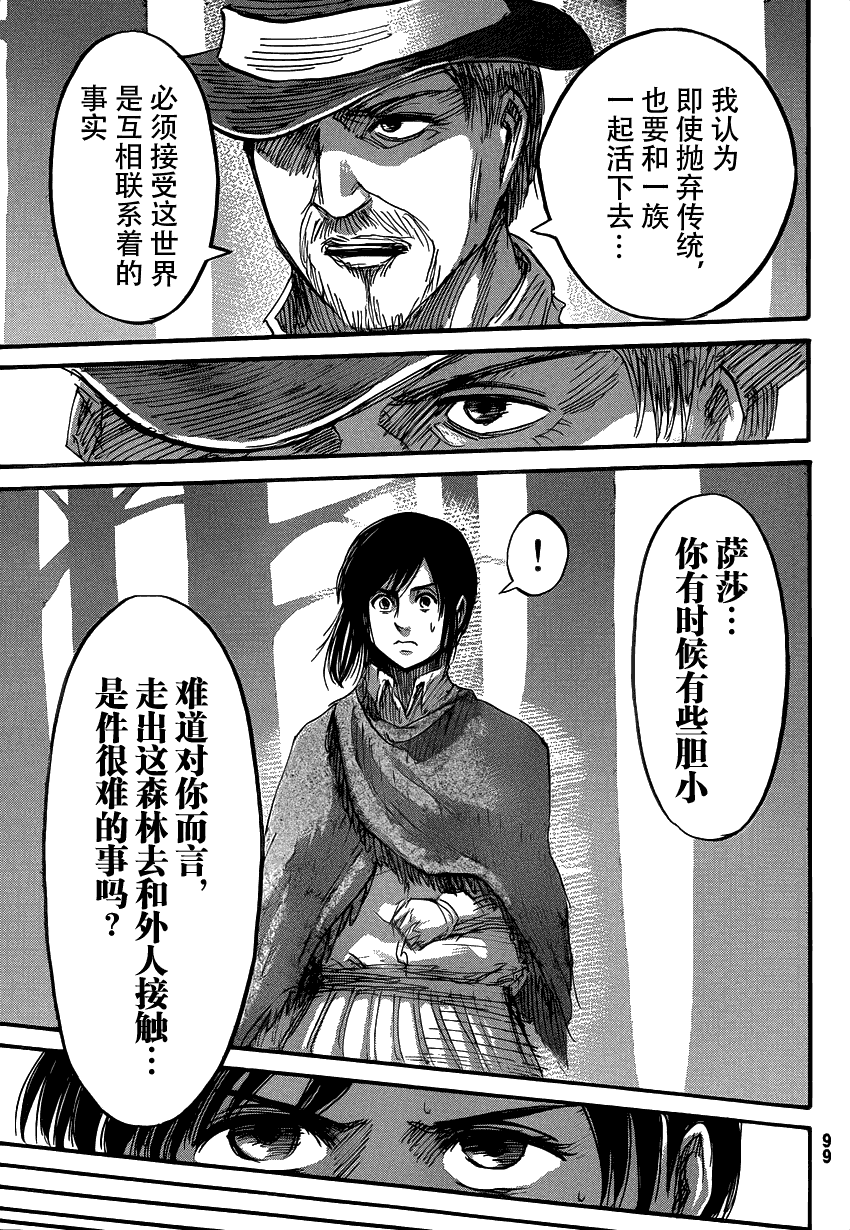 我认为
即使抛弃传统，
也要和一族
一起活下去…
必须接受这世界
是互相联系着的
事实
萨莎…
你有时候有些胆小
！
难道对你而言，
走出这森林去和外人接触…
是件很难的事吗？
99